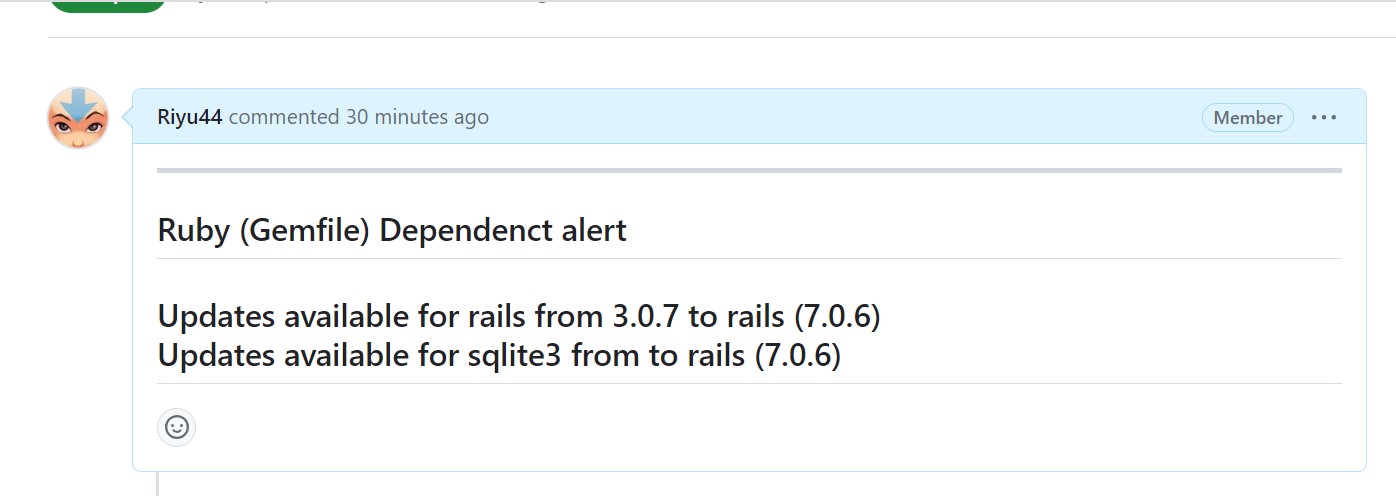 Riyu44 commented 30 minutes ago
Member
Ruby (Gemfile) Dependenct alert
Updates available for rails from 3.0.7 to rails (7.0.6)
Updates available for sqlite3 from to rails (7.0.6)